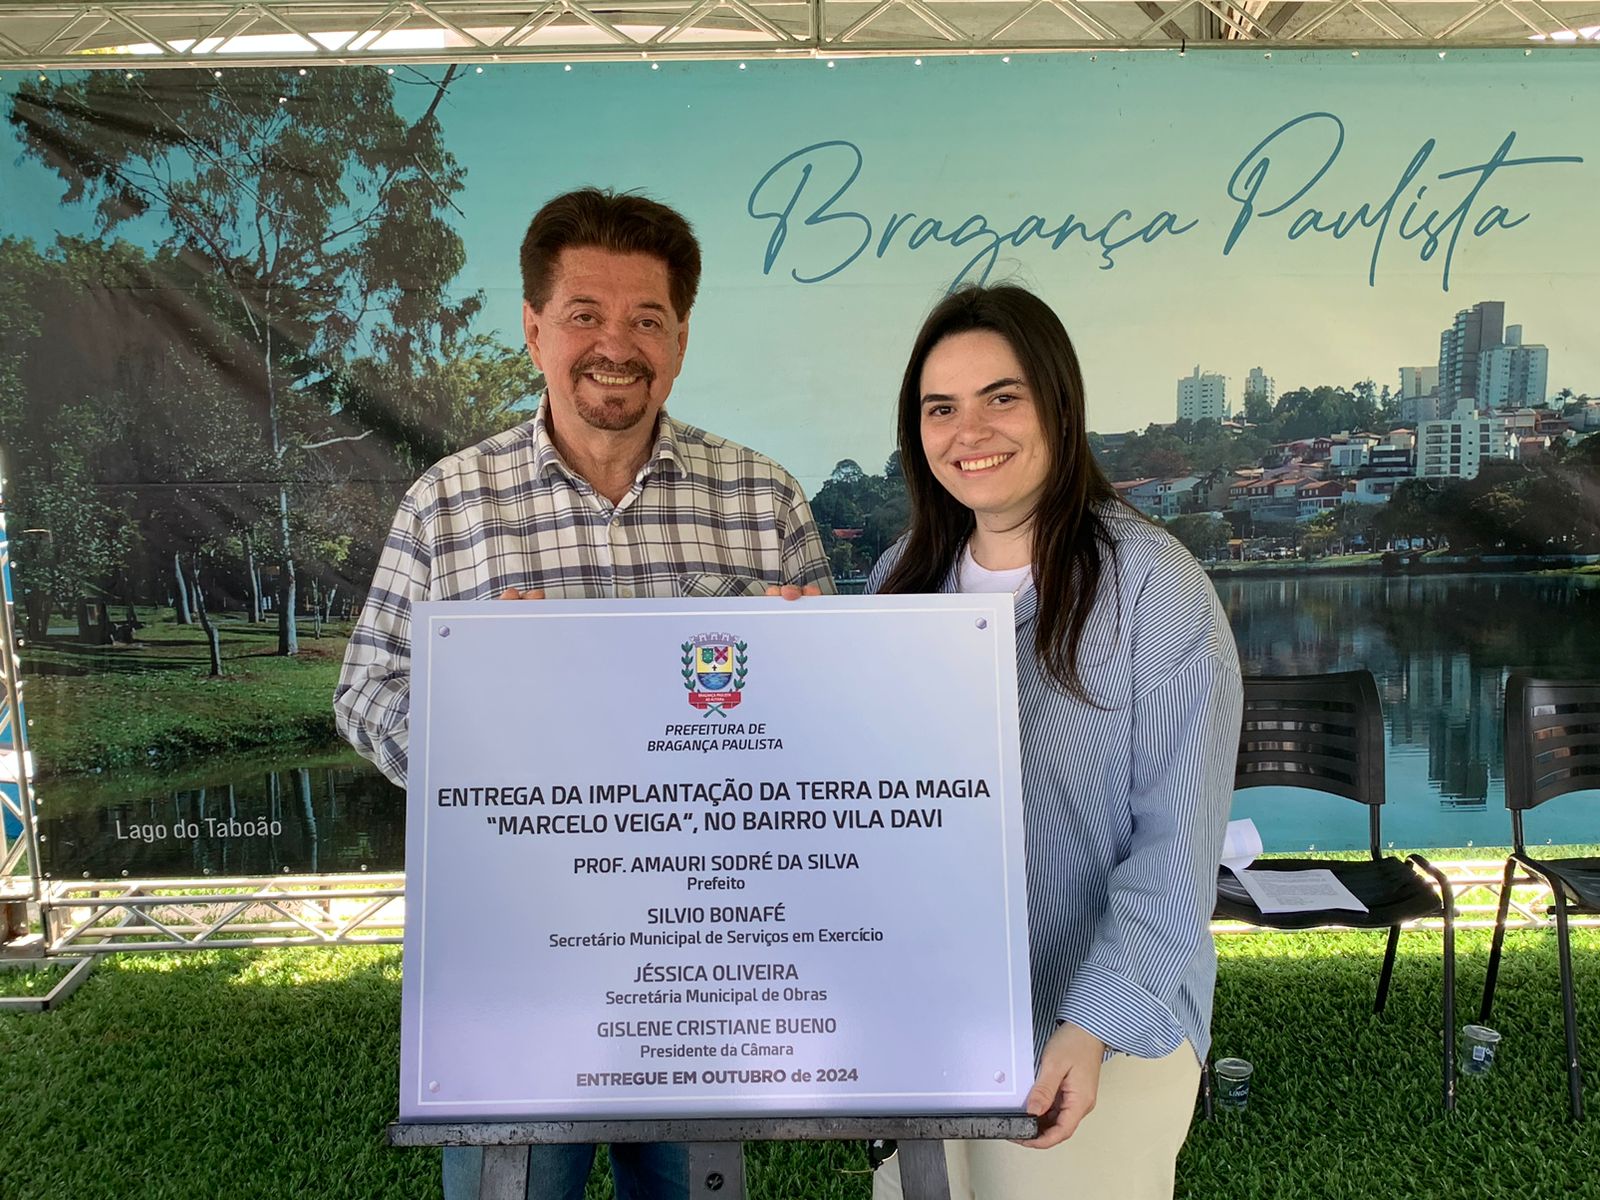 Bragança Paulista
Lago do Taboão
PREFEITURA DE
BRAGANÇA PAULISTA
ENTREGA DA IMPLANTAÇÃO DA TERRA DA MAGIA
“MARCELO VEIGA”, NO BAIRRO VILA DAVI
PROF. AMAURI SODRÉ DA SILVA
Prefeito
SILVIO BONAFÉ
Secretário Municipal de Serviços em Exercício
JÉSSICA OLIVEIRA
Secretária Municipal de Obras
GISLENE CRISTIANE BUENO
Presidente da Câmara
ENTREGUE EM OUTUBRO de 2024